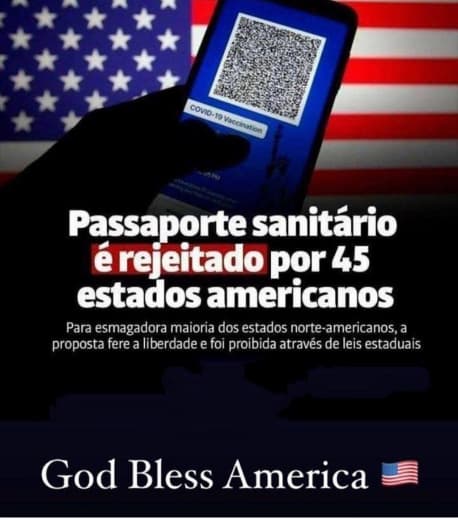 COVID-19 Vaccination
Passaporte sanitário
é rejeitado por 45
estados americanos
Para esmagadora maioria dos estados norte-americanos, a
proposta fere a liberdade e foi proibida através de leis estaduais
God Bless America 🇺🇸